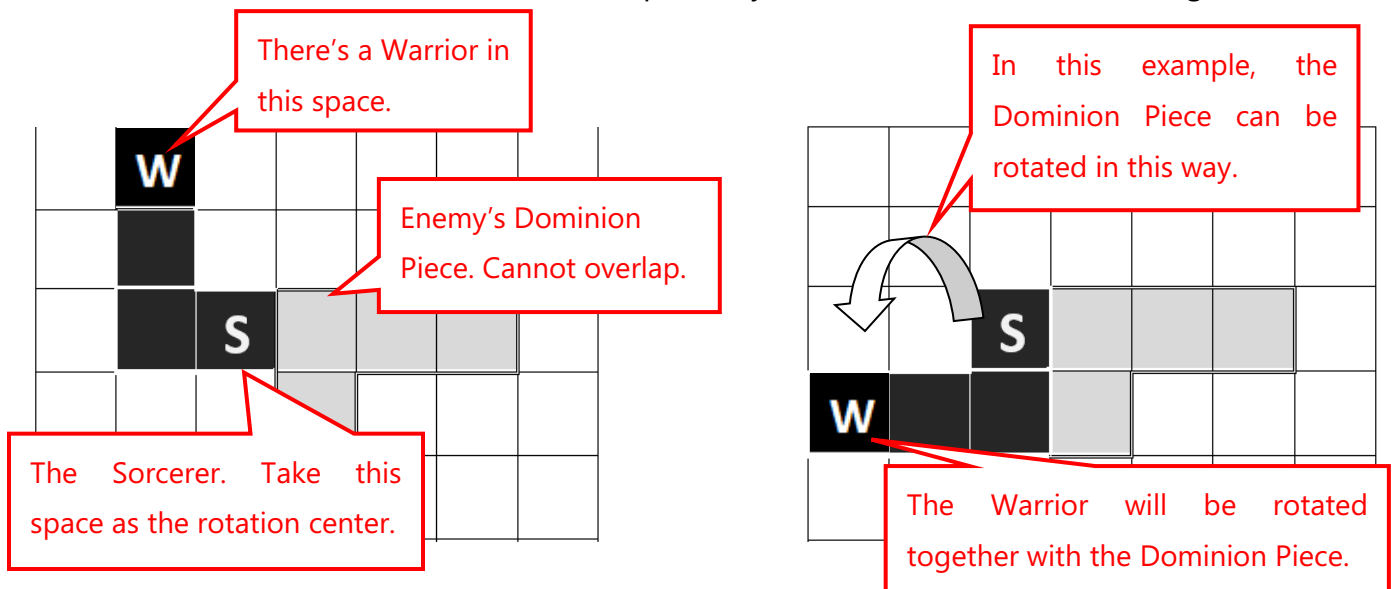 There's a Warrior in
this space.
W
Enemy's Dominion
Piece. Cannot overlap.
S
The Sorcerer. Take this
space as the rotation center.
In this example, the
Dominion Piece can be
rotated in this way.
S
W
The Warrior will be rotated
together with the Dominion Piece.